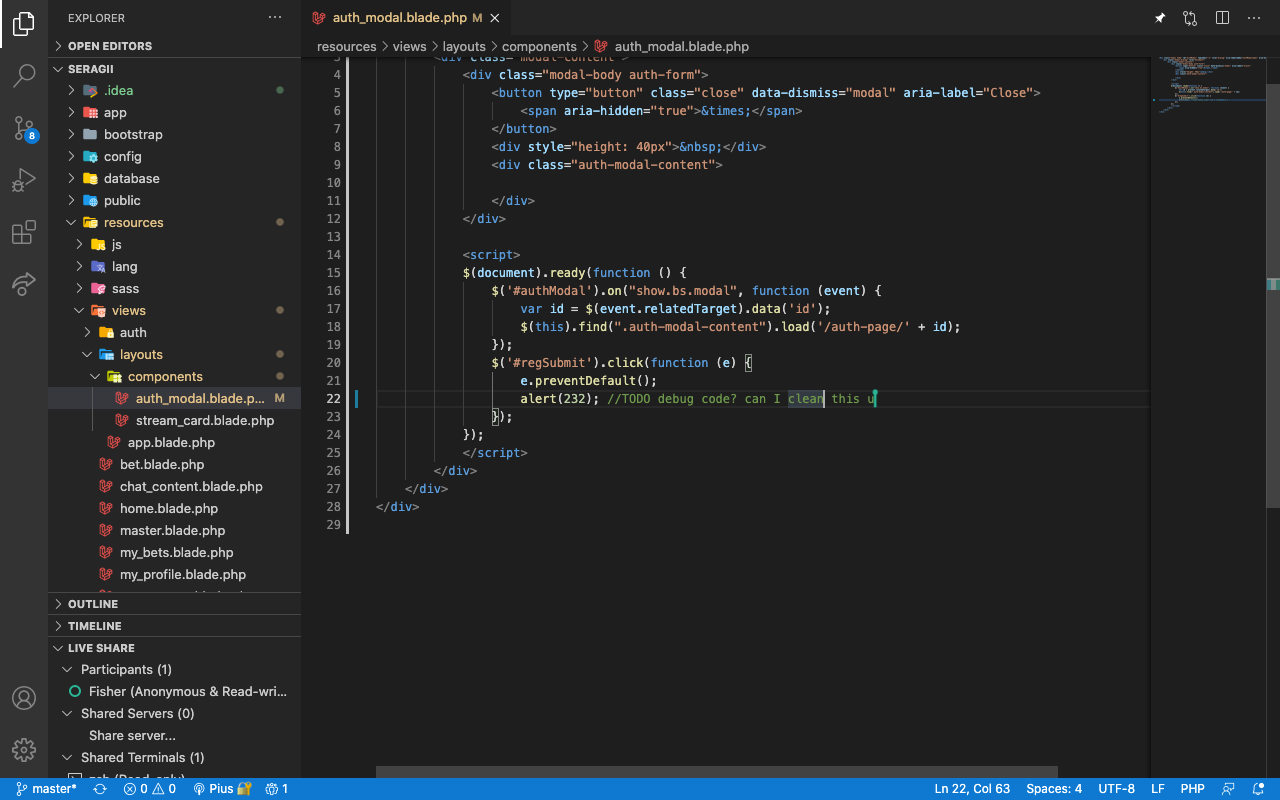 EXPLORER
auth_modal.blade.php M
OPEN EDITORS
resources > views > layouts > components > auth_modal.blade.php
SERAGII
.idea
app
bootstrap
config
database
public
resources
js
lang
sass
views
auth
layouts
components
auth_modal.blade.p... M
stream_card.blade.php
app.blade.php
bet.blade.php
chat_content.blade.php
home.blade.php
master.blade.php
my_bets.blade.php
my_profile.blade.php
OUTLINE
TIMELINE
LIVE SHARE
Participants (1)
Fisher (Anonymous & Read-wri...
Shared Servers (0)
Share server...
Shared Terminals (1)
zsh (Read-only)
8
3 <div class="modal-content">
4 <div class="modal-body auth-form">
5 <button type="button" class="close" data-dismiss="modal" aria-label="Close">
6 <span aria-hidden="true">&times;</span>
7 </button>
8 <div style="height: 40px">&nbsp;</div>
9 <div class="auth-modal-content">
10
11 </div>
12 </div>
13
14 <script>
15 $(document).ready(function () {
16 $('#authModal').on("show.bs.modal", function (event) {
17 var id = $(event.relatedTarget).data('id');
18 $(this).find(".auth-modal-content").load('/auth-page/' + id);
19 });
20 $('#regSubmit').click(function (e) {
21 e.preventDefault();
22 alert(232); //TODO debug code? can I clean this u
23 });
24 });
25 </script>
26 </div>
27 </div>
28 </div>
29
master* 0 0 Pius 1 Ln 22, Col 63 Spaces: 4 UTF-8 LF PHP